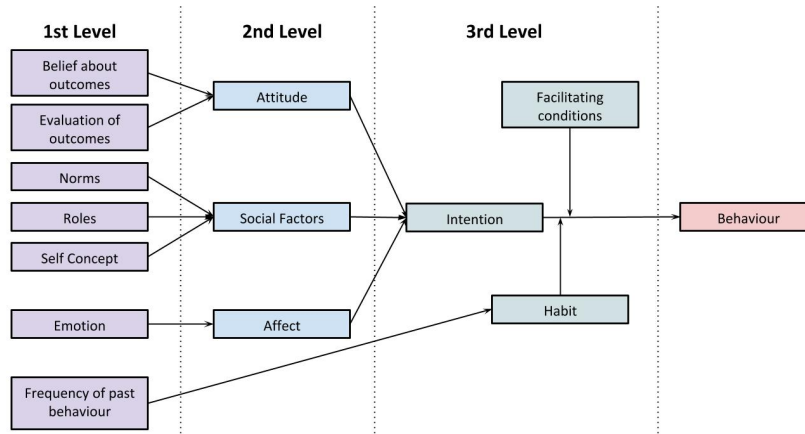 1st Level
2nd Level
3rd Level
Belief about
outcomes
Evaluation of
outcomes
Norms
Roles
Self Concept
Emotion
Frequency of past
behaviour
Attitude
Social Factors
Affect
Facilitating
conditions
Intention
Habit
Behaviour